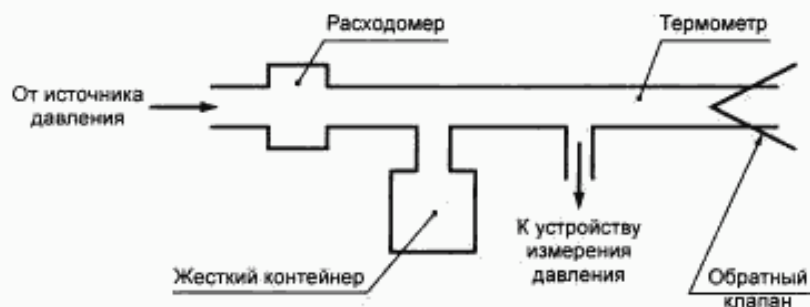 Расходомер
Термометр
От источника
давления
К устройству
измерения
давления
Жесткий контейнер
Обратный
клапан